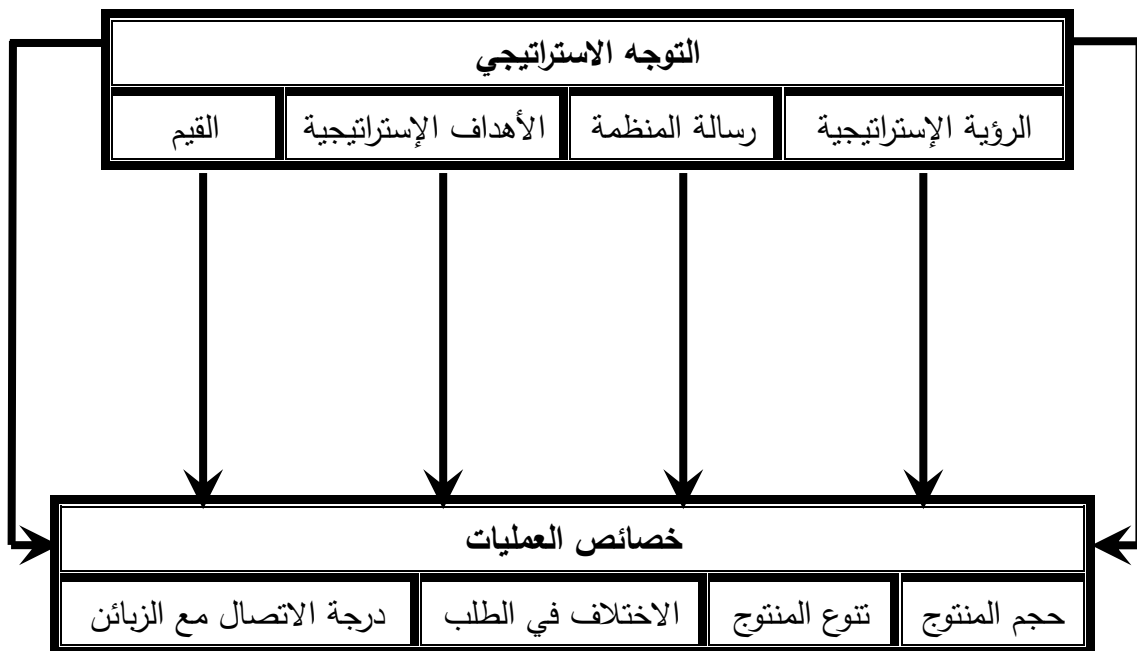 التوجه الاستراتيجي
الرؤية الإستراتيجية
رسالة المنظمة
الأهداف الإستراتيجية
القيم
خصائص العمليات
حجم المنتوج
تنوع المنتوج
الاختلاف في الطلب
درجة الاتصال مع الزبائن